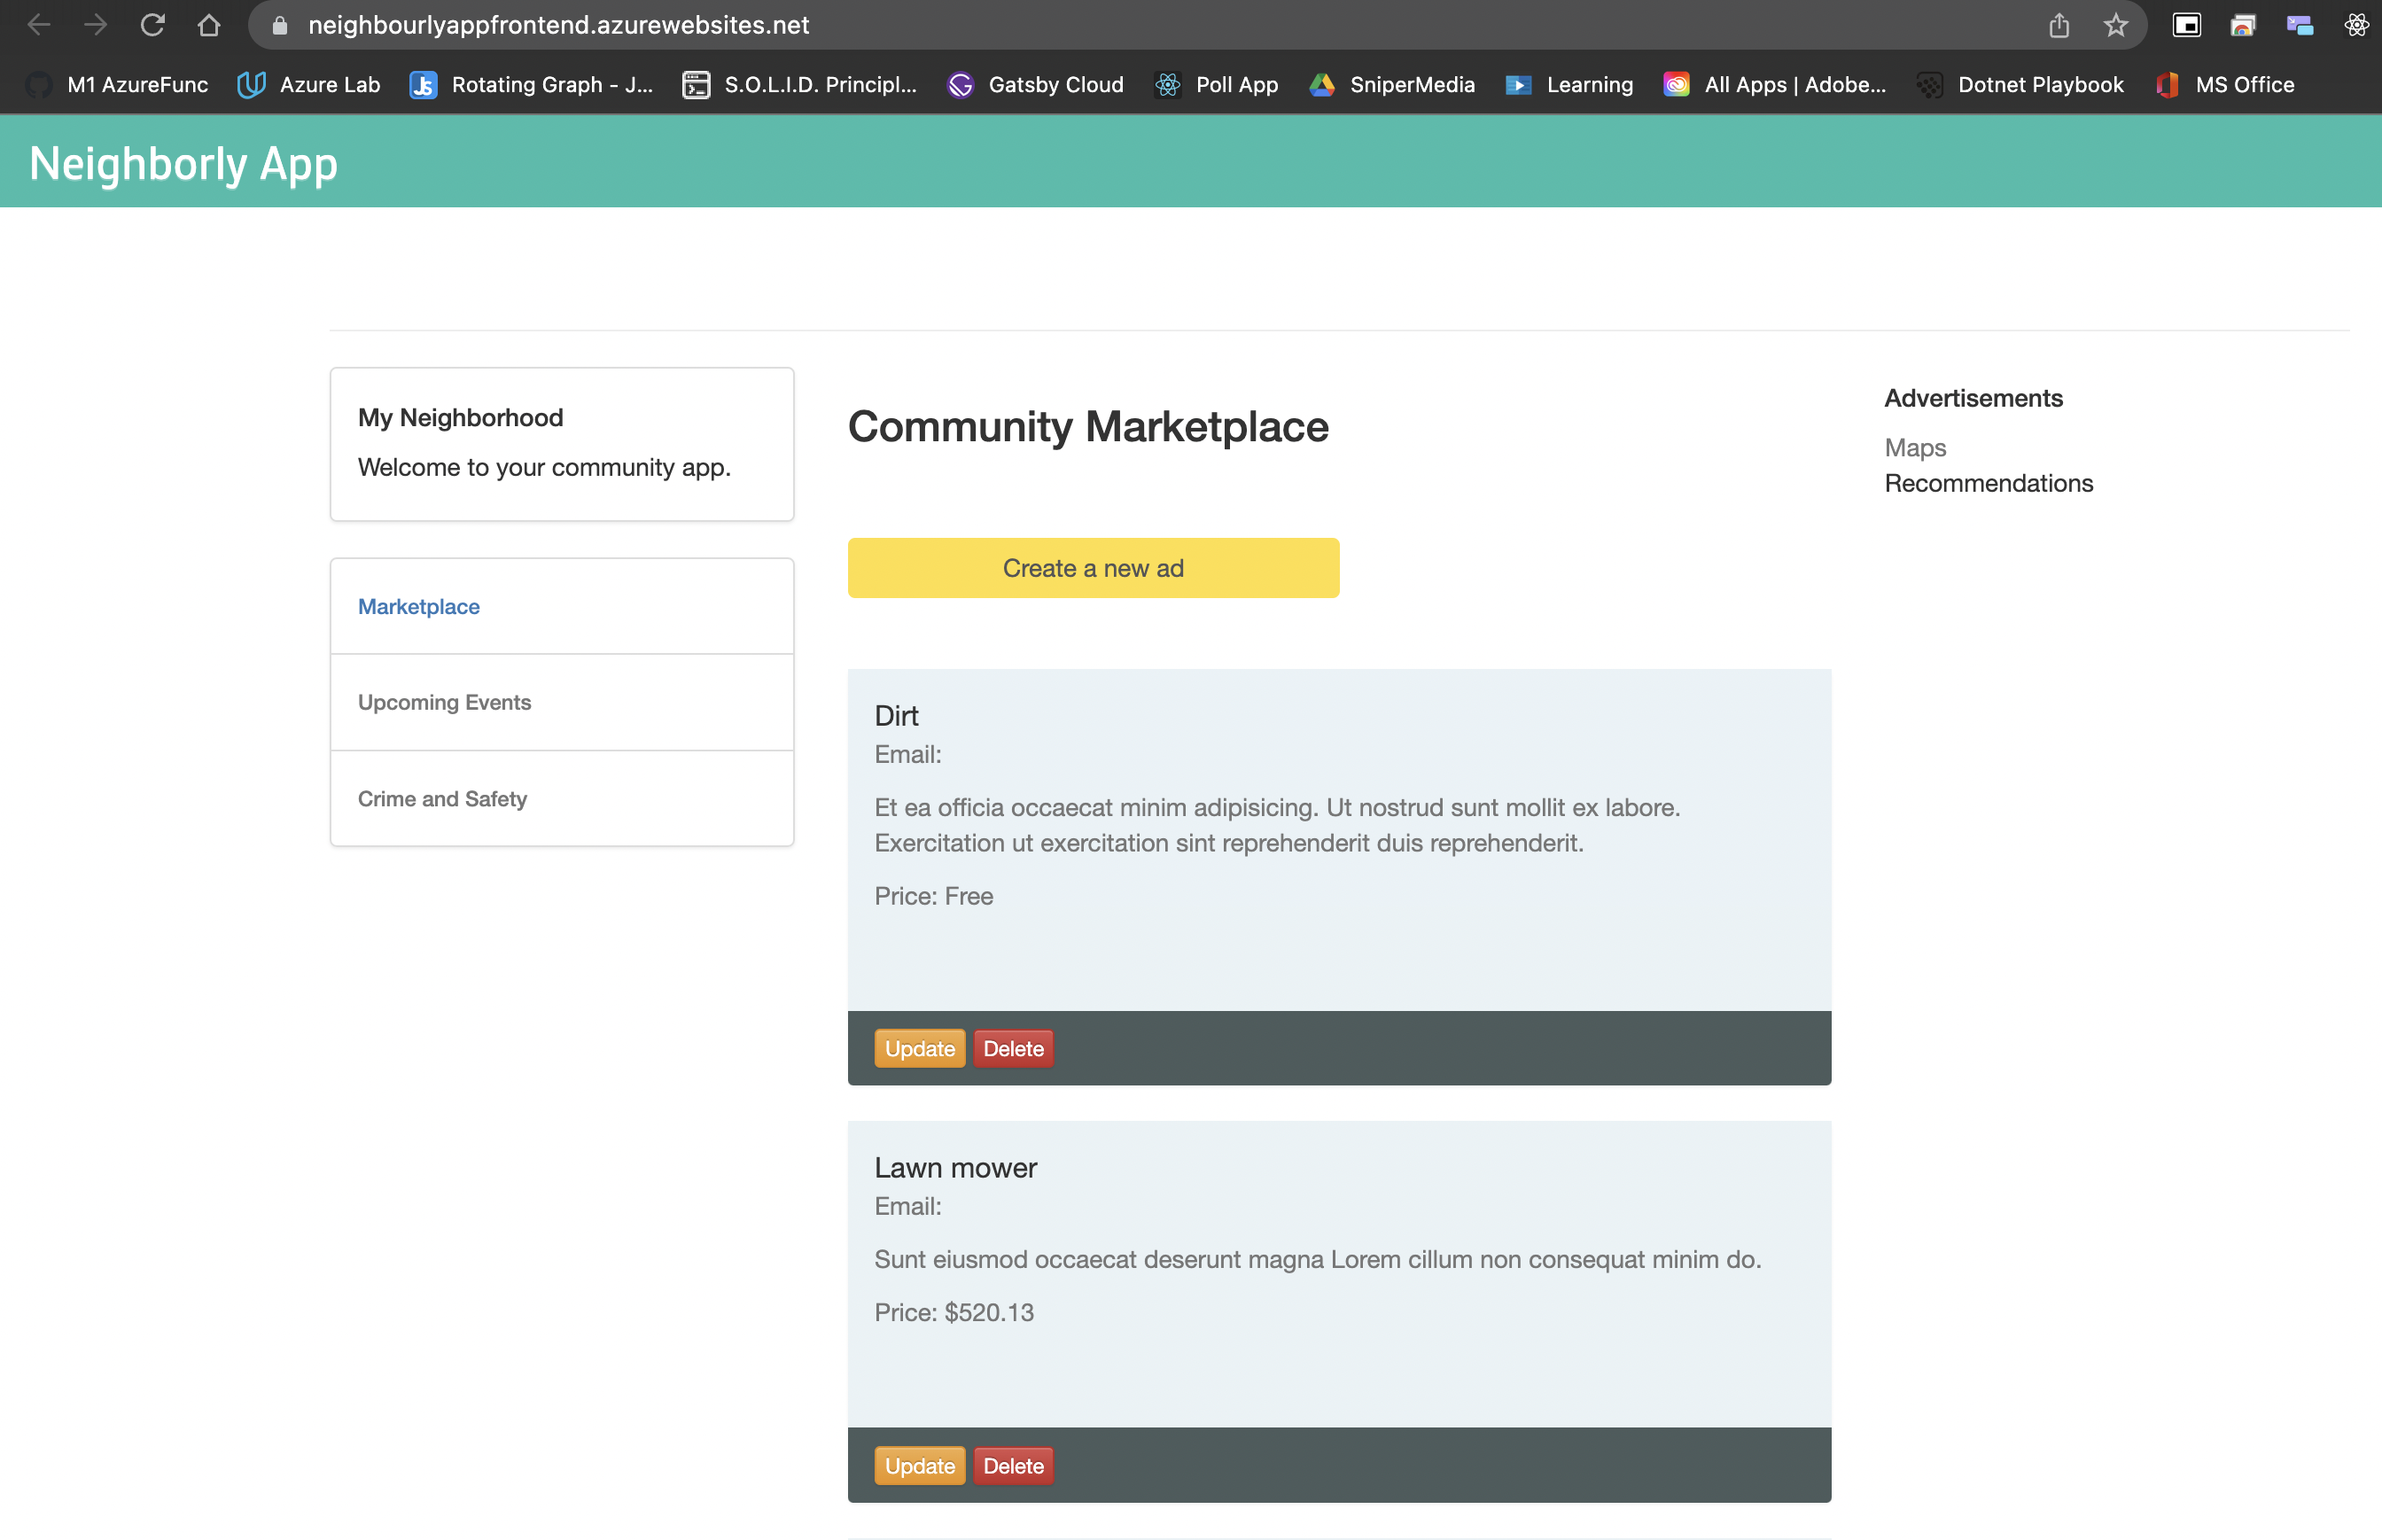 neighbourlyappfrontend.azurewebsites.net
M1 AzureFunc Azure Lab Rotating Graph - J... S.O.L.I.D. Principl... Gatsby Cloud Poll App SniperMedia Learning All Apps | Adobe... Dotnet Playbook MS Office
Neighborly App
My Neighborhood
Welcome to your community app.
Marketplace
Upcoming Events
Crime and Safety
Community Marketplace
Create a new ad
Dirt
Email:
Et ea officia occaecat minim adipisicing. Ut nostrud sunt mollit ex labore.
Exercitation ut exercitation sint reprehenderit duis reprehenderit.
Price: Free
Update Delete
Lawn mower
Email:
Sunt eiusmod occaecat deserunt magna Lorem cillum non consequat minim do.
Price: $520.13
Update Delete
Advertisements
Maps
Recommendations